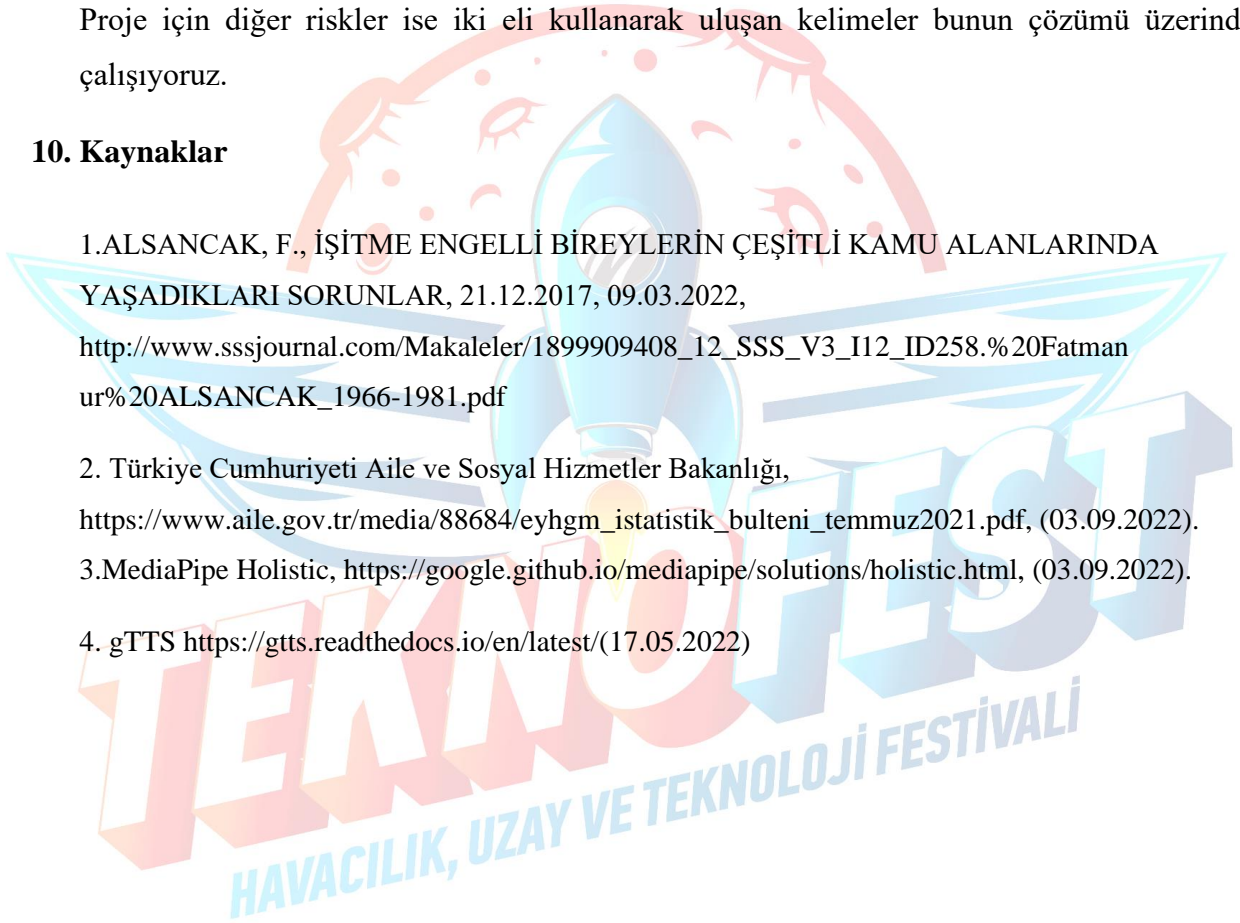 Proje için diğer riskler ise iki eli kullanarak uluşan kelimeler bunun çözümü üzerind
çalışıyoruz.
10. Kaynaklar
1.ALSANCAK, F., İŞİTME ENGELLİ BİREYLERİN ÇEŞİTLİ KAMU ALANLARINDA
YAŞADIKLARI SORUNLAR, 21.12.2017, 09.03.2022,
http://www.sssjournal.com/Makaleler/1899909408_12_SSS_V3_I12_ID258.%20Fatman
ur%20ALSANCAK_1966-1981.pdf
2. Türkiye Cumhuriyeti Aile ve Sosyal Hizmetler Bakanlığı,
https://www.aile.gov.tr/media/88684/eyhgm_istatistik_bulteni_temmuz2021.pdf, (03.09.2022).
3.MediaPipe Holistic, https://google.github.io/mediapipe/solutions/holistic.html, (03.09.2022).
4. gTTS https://gtts.readthedocs.io/en/latest/(17.05.2022)
TEKNOFEST
HAVACILIK, UZAY VE TEKNOLOJİ FESTİVALİ